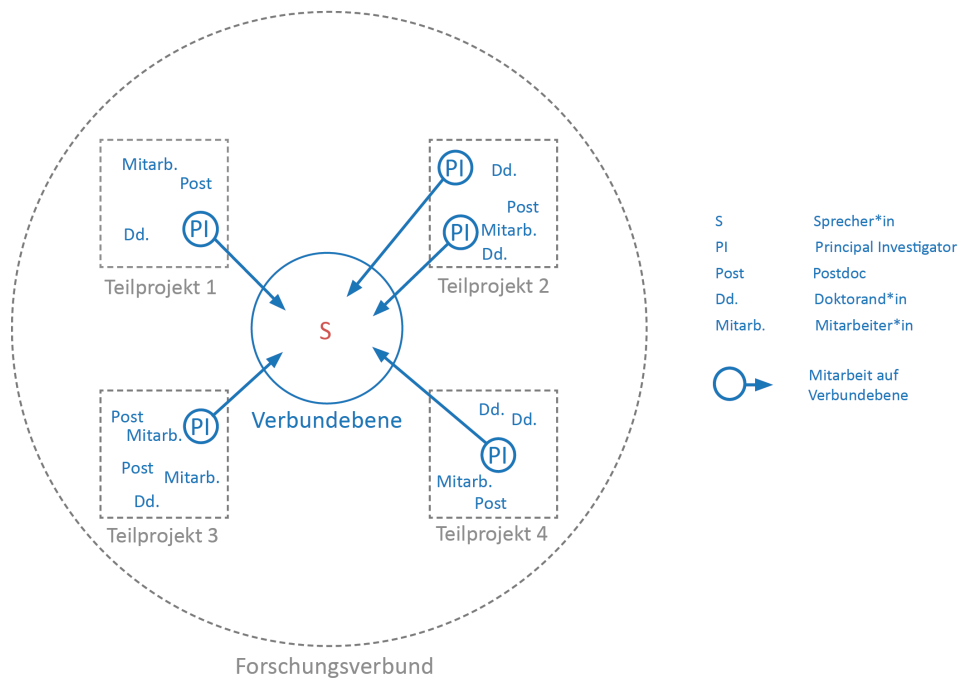 Mitarb.
Post
Dd.
PI
Teilprojekt 1
PI
Dd.
Post
PI
Mitarb.
Dd.
Teilprojekt 2
S
Verbundebene
Post
Mitarb.
PI
Post
Mitarb.
Dd.
Teilprojekt 3
Dd.
Dd.
PI
Mitarb.
Post
Teilprojekt 4
Forschungsverbund
S Sprecher*in
PI Principal Investigator
Post Postdoc
Dd. Doktorand*in
Mitarb. Mitarbeiter*in
Mitarbeit auf
Verbundebene